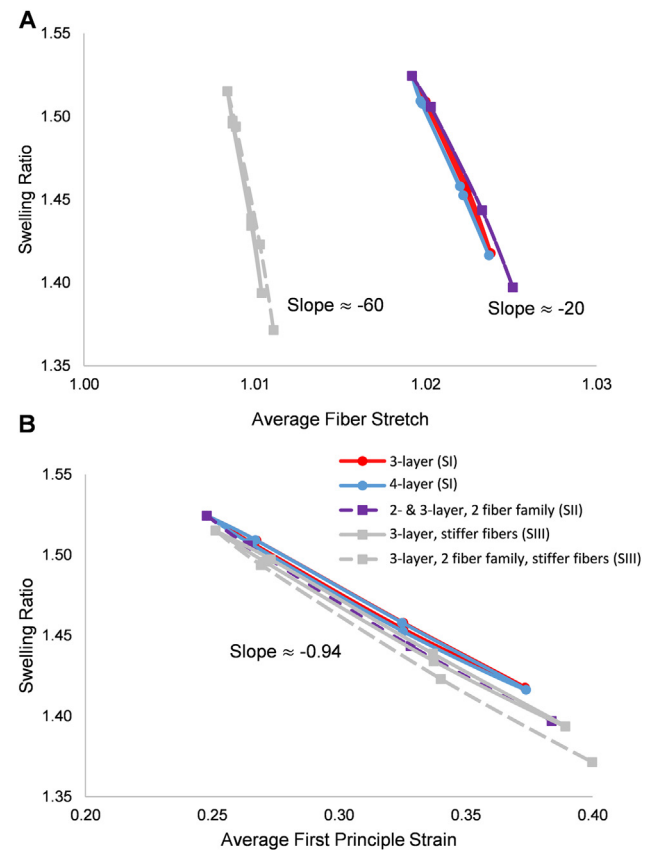 A
1.55
1.50
1.45
1.40
1.35
Swelling Ratio
Slope ≈ -60
Slope ≈ -20
1.00
1.01
1.02
1.03
Average Fiber Stretch
B
3-layer (SI)
4-layer (SI)
2- & 3-layer, 2 fiber family (SII)
3-layer, stiffer fibers (SIII)
3-layer, 2 fiber family, stiffer fibers (SIII)
1.55
1.50
1.45
1.40
1.35
Swelling Ratio
Slope ≈ -0.94
0.20
0.25
0.30
0.35
0.40
Average First Principle Strain